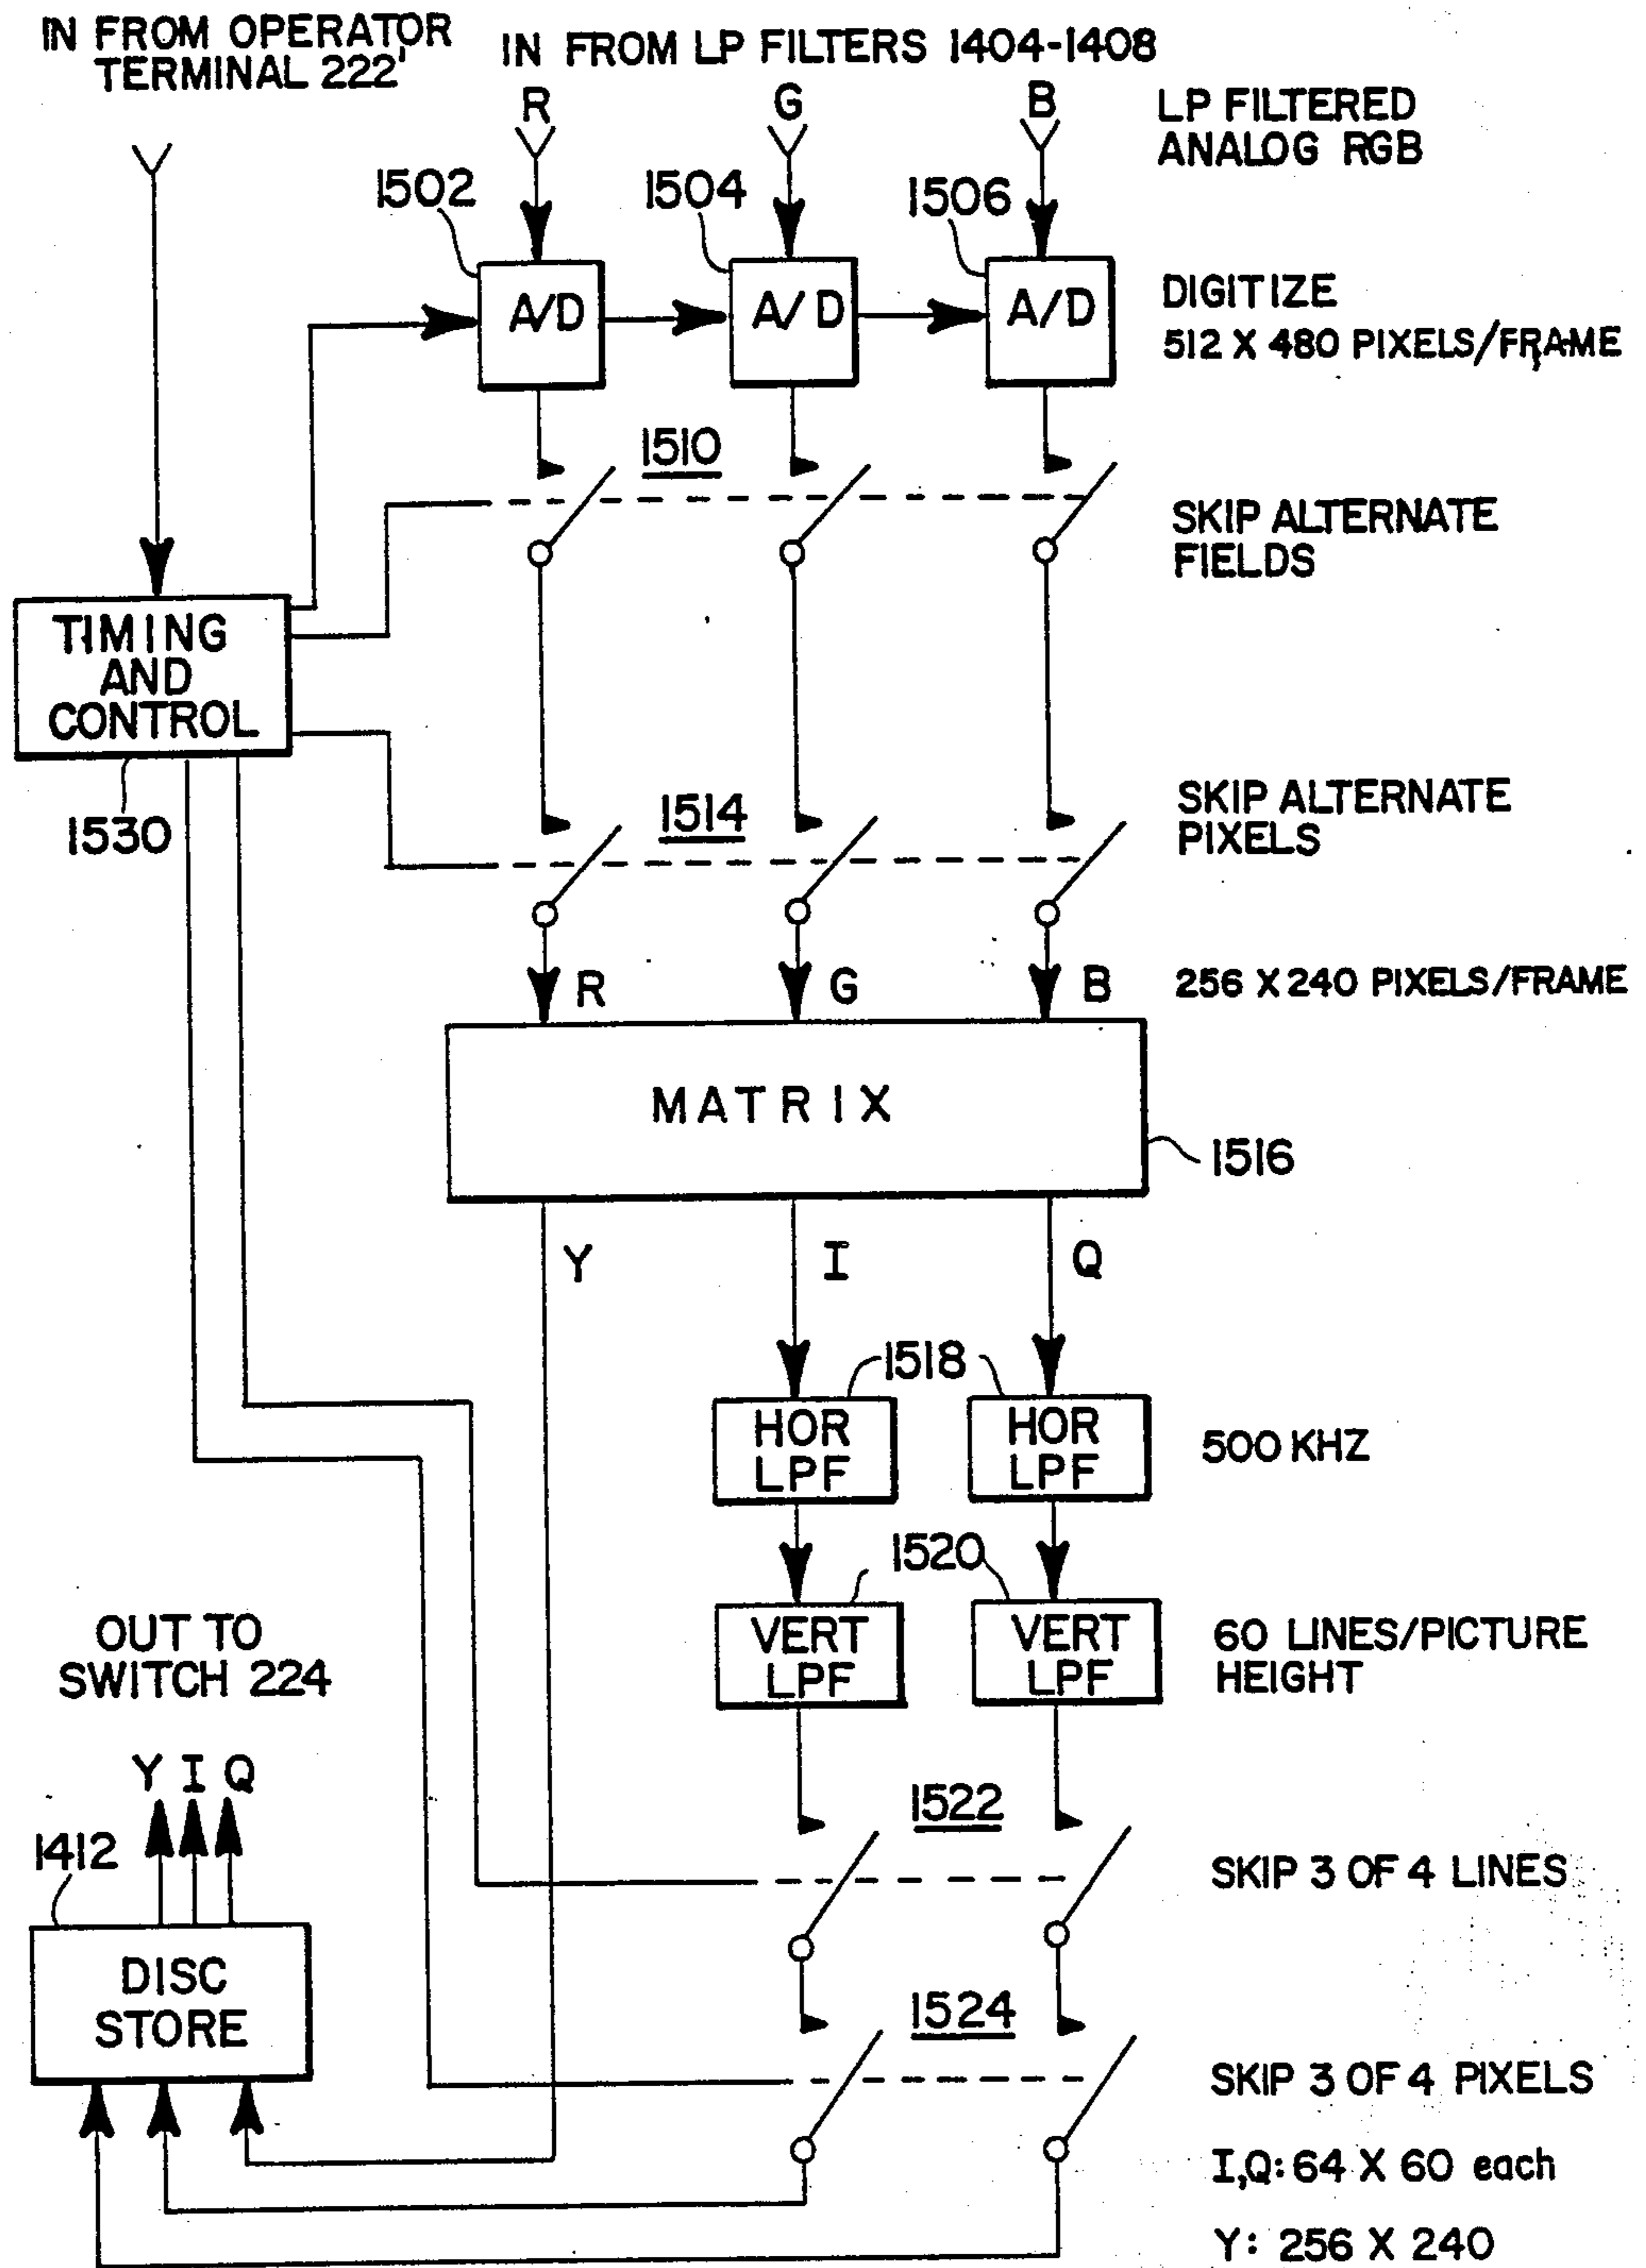 IN FROM OPERATOR
TERMINAL 222'
IN FROM LP FILTERS 1404-1408
R
G
B
LP FILTERED
ANALOG RGB
1502
1504
1506
A/D
A/D
A/D
DIGITIZE
512 X 480 PIXELS/FRAME
1510
SKIP ALTERNATE
FIELDS
TIMING
AND
CONTROL
1530
1514
SKIP ALTERNATE
PIXELS
R
G
B
256 X 240 PIXELS/FRAME
MATRIX
1516
Y
I
Q
1518
HOR
LPF
HOR
LPF
500 KHZ
1520
VERT
LPF
VERT
LPF
60 LINES/PICTURE
HEIGHT
OUT TO
SWITCH 224
Y I Q
1412
DISC
STORE
1522
SKIP 3 OF 4 LINES
1524
SKIP 3 OF 4 PIXELS
I,Q: 64 X 60 each
Y: 256 X 240